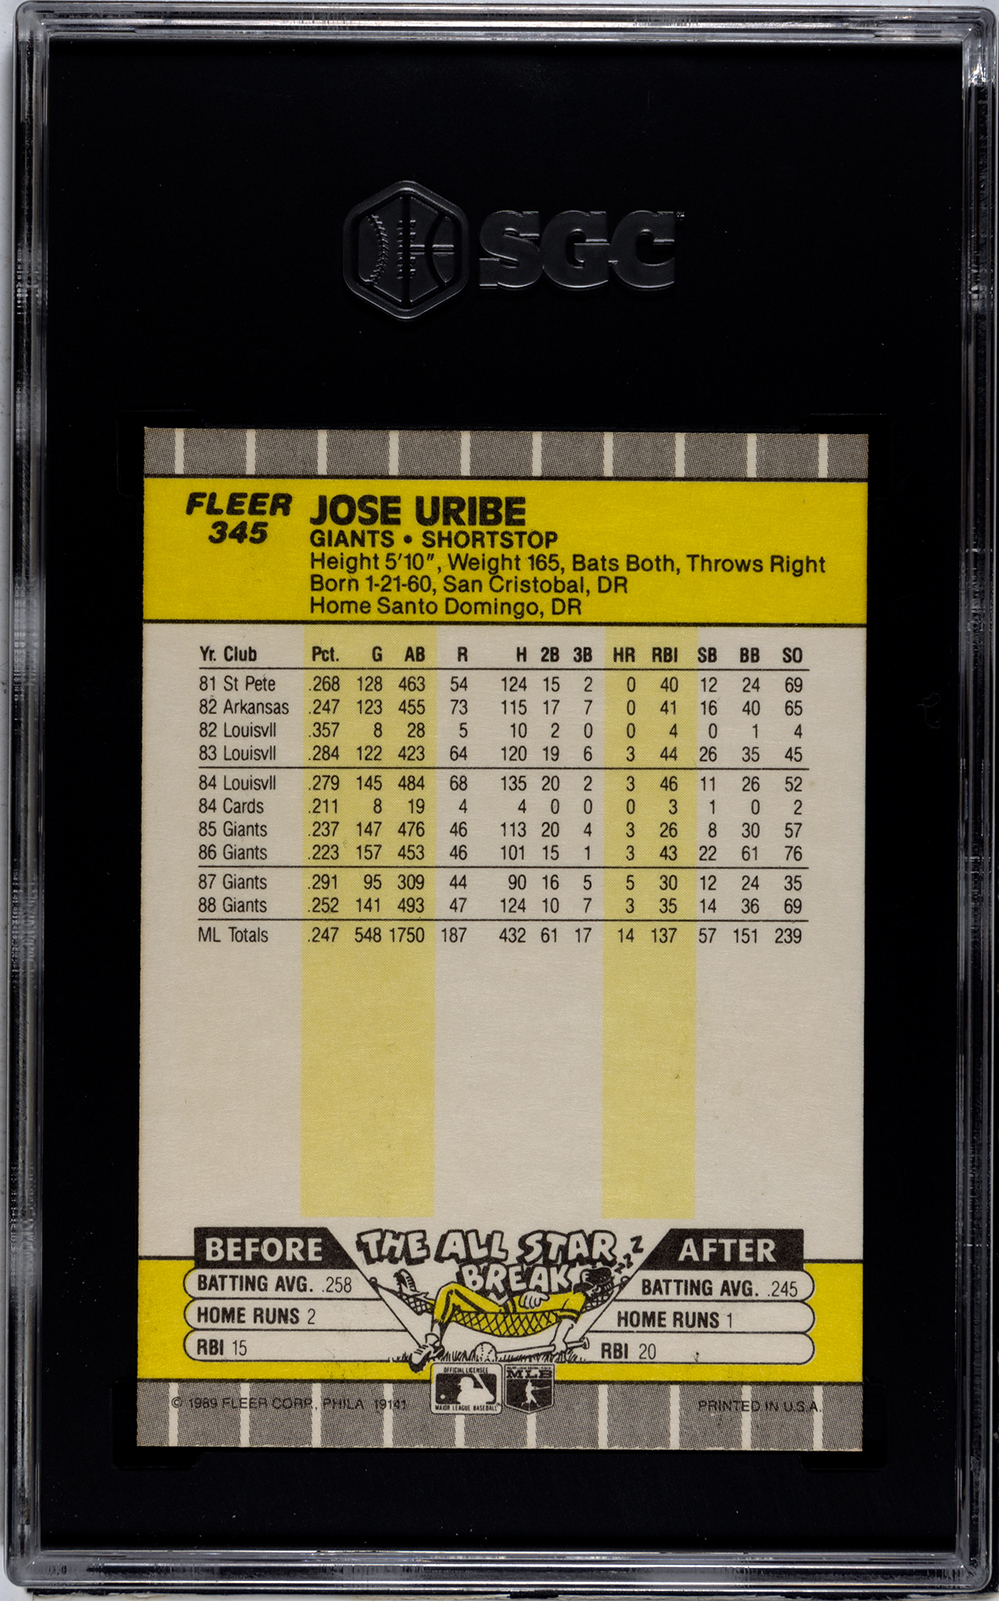 SGC
FLEER
345
JOSE URIBE
GIANTS • SHORTSTOP
Height 5'10", Weight 165, Bats Both, Throws Right
Born 1-21-60, San Cristobal, DR
Home Santo Domingo, DR
Yr. Club Pct. G AB R H 2B 3B HR RBI SB BB SO
81 St Pete .268 128 463 54 124 15 2 0 40 12 24 69
82 Arkansas .247 123 455 73 115 17 7 0 41 16 40 65
82 Louisvll .357 8 28 5 10 2 0 0 4 0 1 4
83 Louisvll .284 122 423 64 120 19 6 3 44 26 35 45
84 Louisvll .279 145 484 68 135 20 2 3 46 11 26 52
84 Cards .211 8 19 4 4 0 0 0 3 1 0 2
85 Giants .237 147 476 46 113 20 4 3 26 8 30 57
86 Giants .223 157 453 46 101 15 1 3 43 22 61 76
87 Giants .291 95 309 44 90 16 5 5 30 12 24 35
88 Giants .252 141 493 47 124 10 7 3 35 14 36 69
ML Totals .247 548 1750 187 432 61 17 14 137 57 151 239
THE ALL STAR
BREAK
ZZZZ
BEFORE
BATTING AVG. .258
HOME RUNS 2
RBI 15
AFTER
BATTING AVG. .245
HOME RUNS 1
RBI 20
OFFICIAL LICENSEE
MAJOR LEAGUE BASEBALL
MLB
© 1989 FLEER CORP., PHILA 19141
PRINTED IN U.S.A.